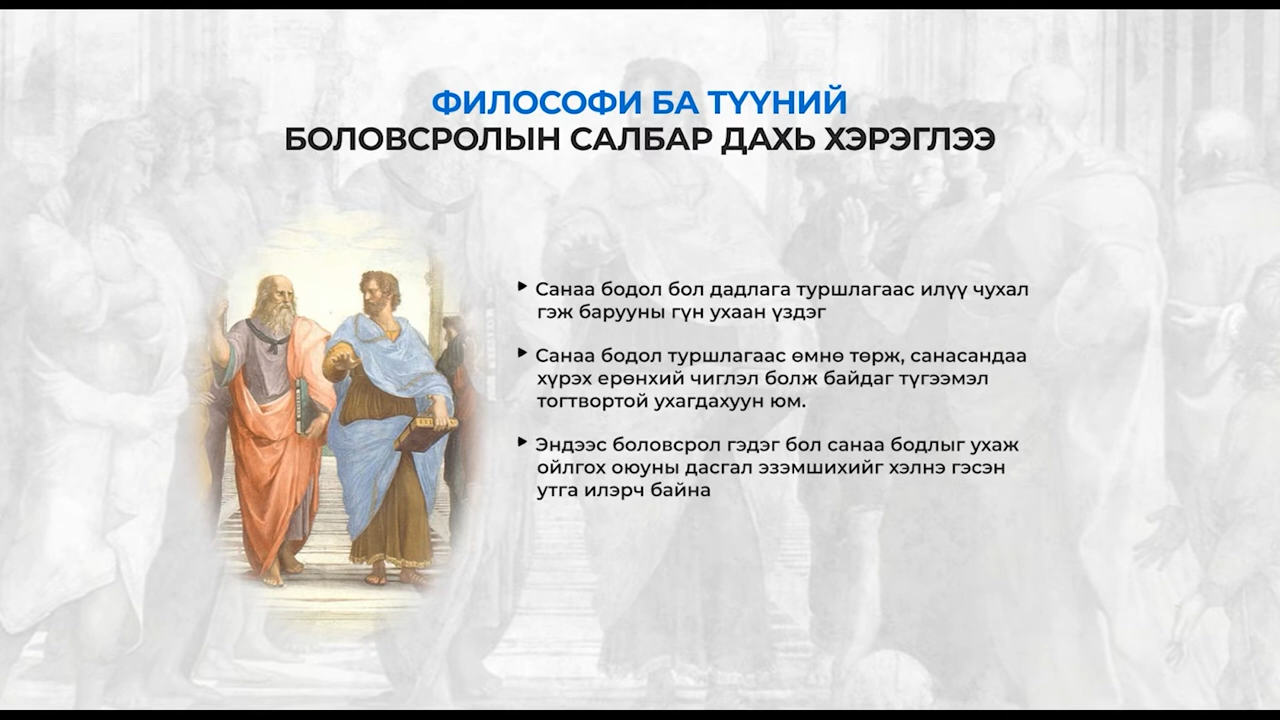 ФИЛОСОФИ БА ТҮҮНИЙ
БОЛОВСРОЛЫН САЛБАР ДАХЬ ХЭРЭГЛЭЭ
Санаа бодол бол дадлага туршлагаас илүү чухал
гэж барууны гүн ухаан үздэг
Санаа бодол туршлагаас өмнө төрж, санасандаа
хүрэх ерөнхий чиглэл болж байдаг түгээмэл
тогтвортой ухагдахуун юм.
Эндээс боловсрол гэдэг бол санаа бодлыг ухаж
ойлгох оюуны дасгал эзэмшихийг хэлнэ гэсэн
утга илэрч байна